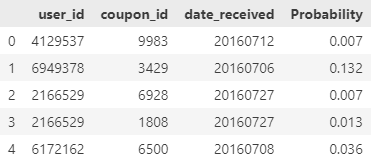 user_id coupon_id date_received Probability
0 4129537 9983 20160712 0.007
1 6949378 3429 20160706 0.132
2 2166529 6928 20160727 0.007
3 2166529 1808 20160727 0.013
4 6172162 6500 20160708 0.036